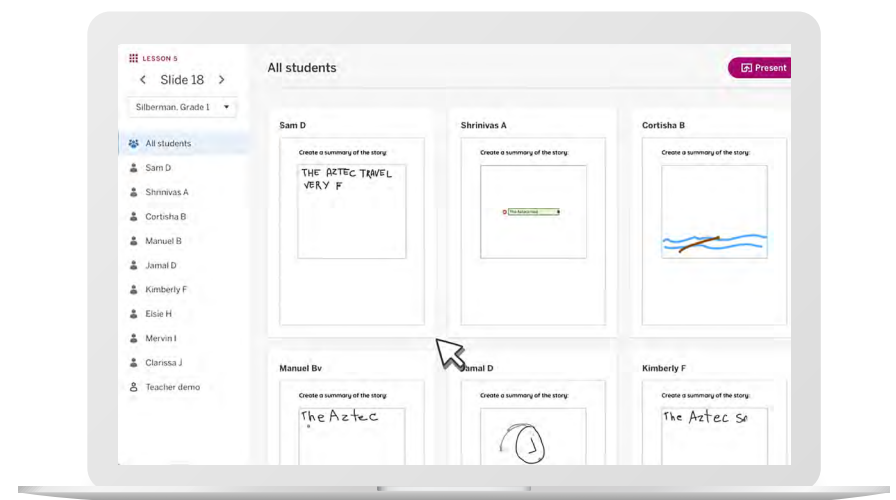 LESSON 5
Slide 18
Silberman, Grade 1
All students
Sam D
Shrinivas A
Cortisha B
Manuel B
Jamal D
Kimberly F
Elsie H
Mervin I
Clarissa J
Teacher demo
All students
Present
Sam D
Create a summary of the story:
THE AZTEC TRAVEL
VERY F
Shrinivas A
Create a summary of the story:
Cortisha B
Create a summary of the story:
Manuel Bv
Create a summary of the story:
The Aztec
Jamal D
Create a summary of the story:
Kimberly F
Create a summary of the story:
The Aztec So